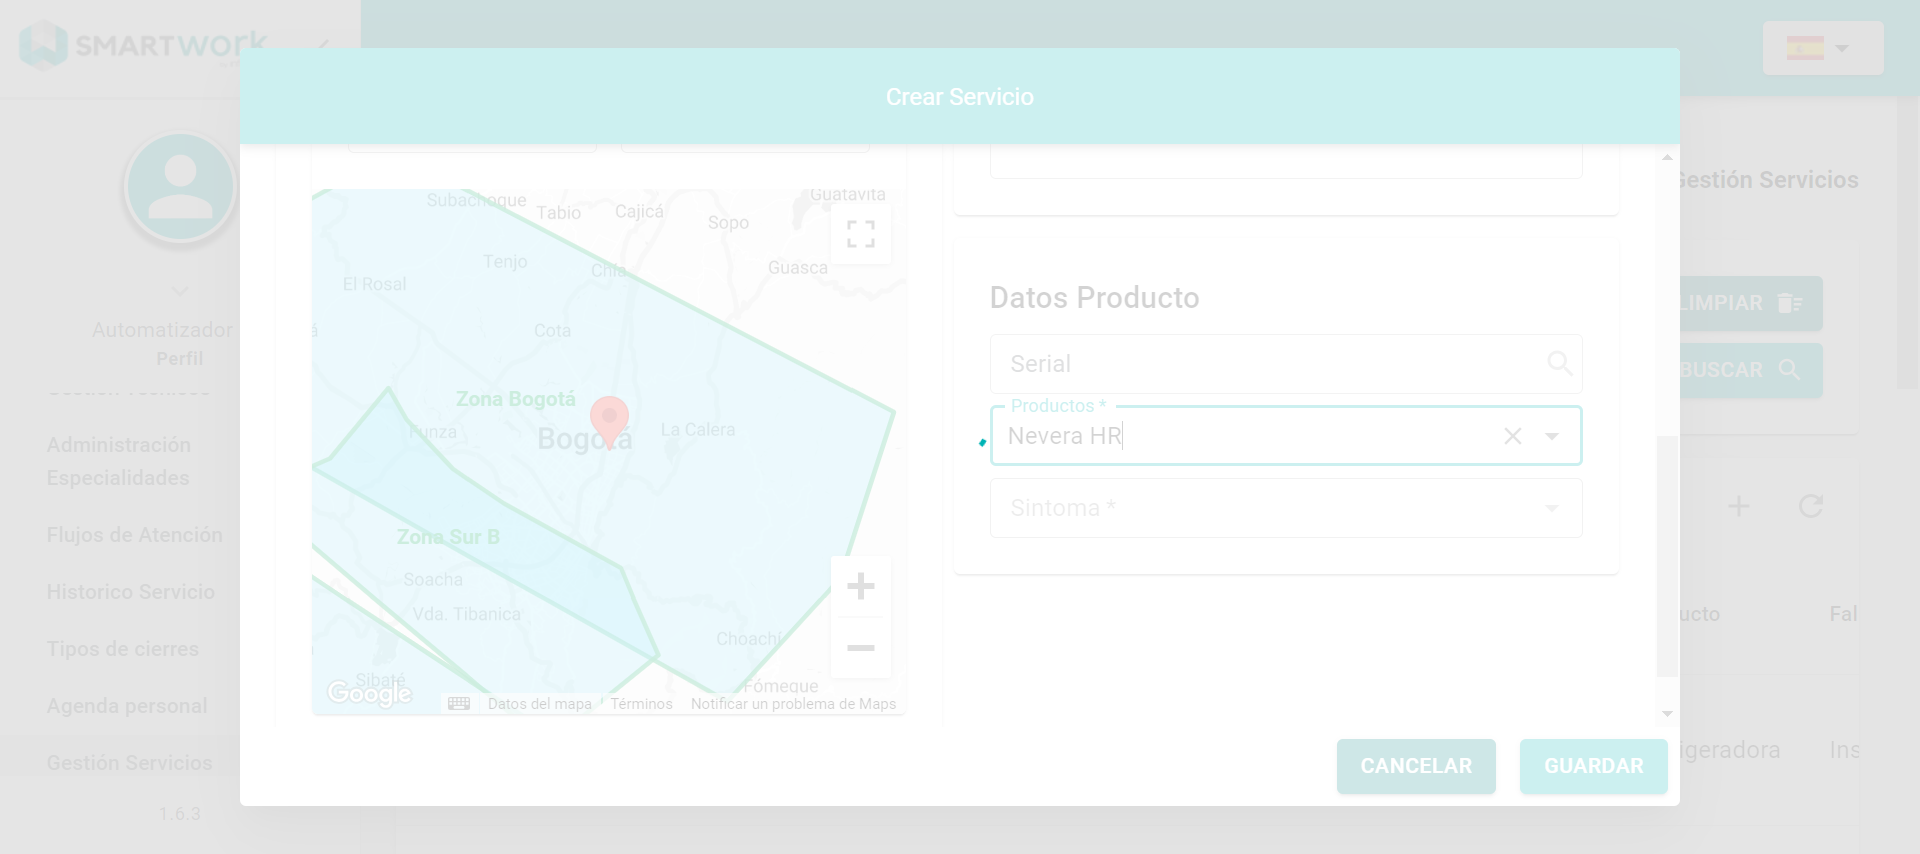 SMARTWORK
Crear Servicio
Gestión Servicios
Automatizador
Perfil
Administración
Especialidades
Flujos de Atención
Historico Servicio
Tipos de cierres
Agenda personal
Gestión Servicios
1.6.3
Subachoque
Tabio
Cajicá
Sopo
Guatavita
Tenjo
Chía
Guasca
El Rosal
Cota
Zona Bogotá
Funza
Bogotá
La Calera
Zona Sur B
Soacha
Vda. Tibanica
Choachí
Sibaté
Fómeque
Google
Datos del mapa
Términos
Notificar un problema de Maps
Datos Producto
Serial
Productos *
Nevera HR
Sintoma *
CANCELAR
GUARDAR
LIMPIAR
BUSCAR
ucto
Fal
igeradora
Ins